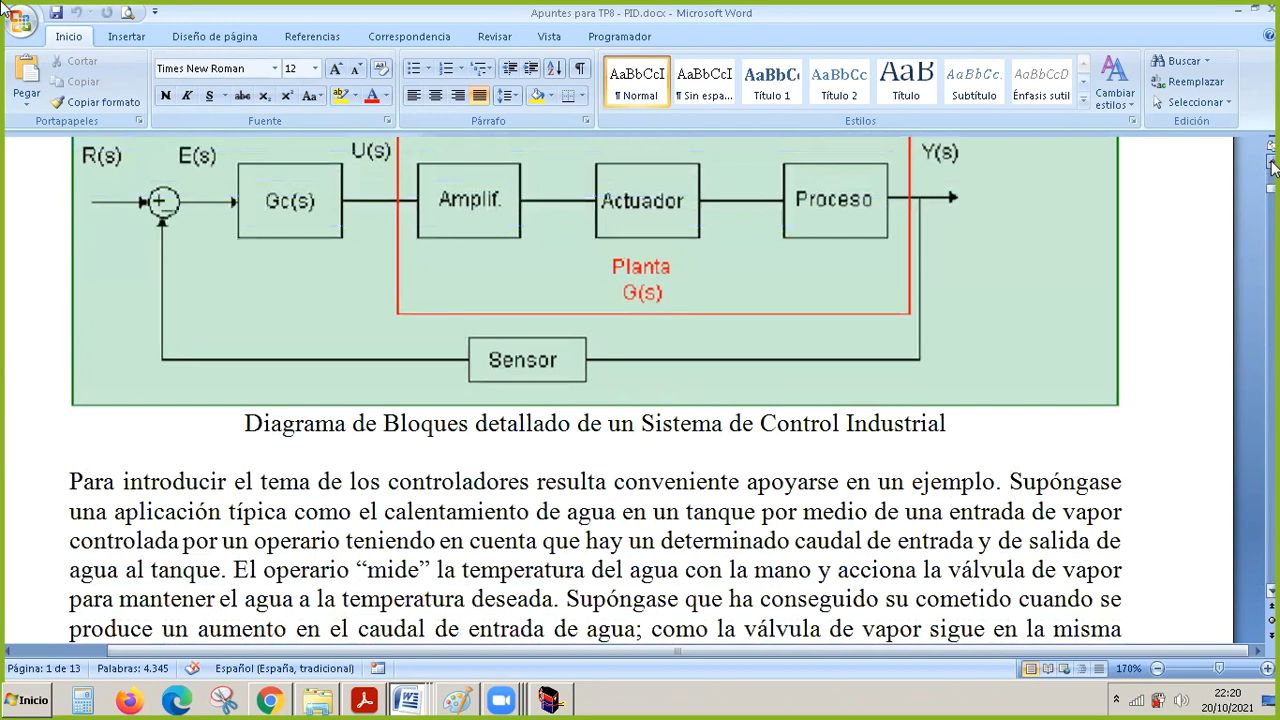 Apuntes para TP8 - PID.docx - Microsoft Word
Inicio Insertar Diseño de página Referencias Correspondencia Revisar Vista Programador
Cortar
Copiar
Copiar formato
Pegar
Portapapeles
Times New Roman 12
N K S abc x₂ x² Aa
Fuente
Párrafo
AaBbCcI AaBbCcI AaBbC AaBbCc AaB AaBbCc. AaBbCcI
¶ Normal ¶ Sin espa... Título 1 Título 2 Título Subtítulo Énfasis sutil
Cambiar estilos
Estilos
Buscar
Reemplazar
Seleccionar
Edición
R(s) E(s) U(s) Y(s)
+ Gc(s) Amplif. Actuador Proceso
−
Planta
G(s)
Sensor
Diagrama de Bloques detallado de un Sistema de Control Industrial
Para introducir el tema de los controladores resulta conveniente apoyarse en un ejemplo. Supóngase
una aplicación típica como el calentamiento de agua en un tanque por medio de una entrada de vapor
controlada por un operario teniendo en cuenta que hay un determinado caudal de entrada y de salida de
agua al tanque. El operario “mide” la temperatura del agua con la mano y acciona la válvula de vapor
para mantener el agua a la temperatura deseada. Supóngase que ha conseguido su cometido cuando se
produce un aumento en el caudal de entrada de agua; como la válvula de vapor sigue en la misma
Página: 1 de 13 Palabras: 4.345 Español (España, tradicional) 170%
Inicio
22:20
20/10/2021